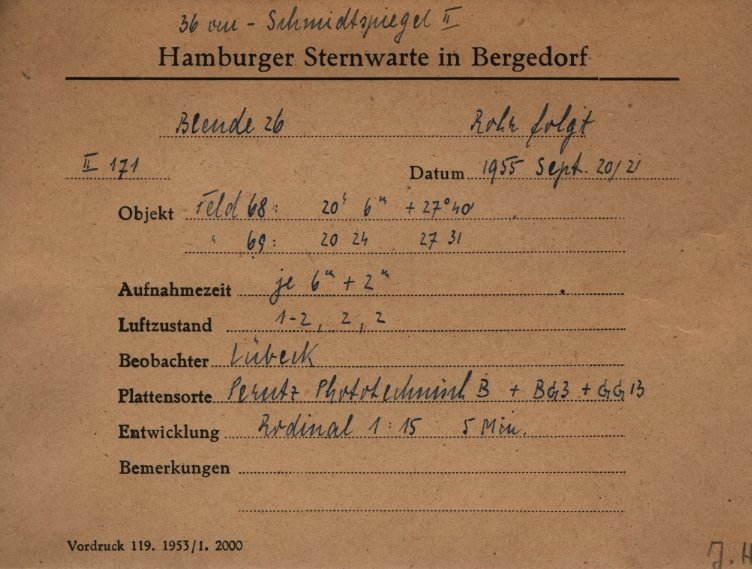 36 cm - Schmidtspiegel II
Hamburger Sternwarte in Bergedorf
Blende 26 Rohr folgt
II 171 Datum 1955 Sept. 20/21
Objekt Feld 68: 20ʰ 6ᵐ +27°40'
" 69: 20 24 27 31
Aufnahmezeit je 6ᵐ + 2ᵐ
Luftzustand 1-2, 2, 2
Beobachter Lübeck
Plattensorte Perutz Phototechnisch B + BG3 + GG13
Entwicklung Rodinal 1:15 5 Min.
Bemerkungen
Vordruck 119. 1953/1. 2000
J.H